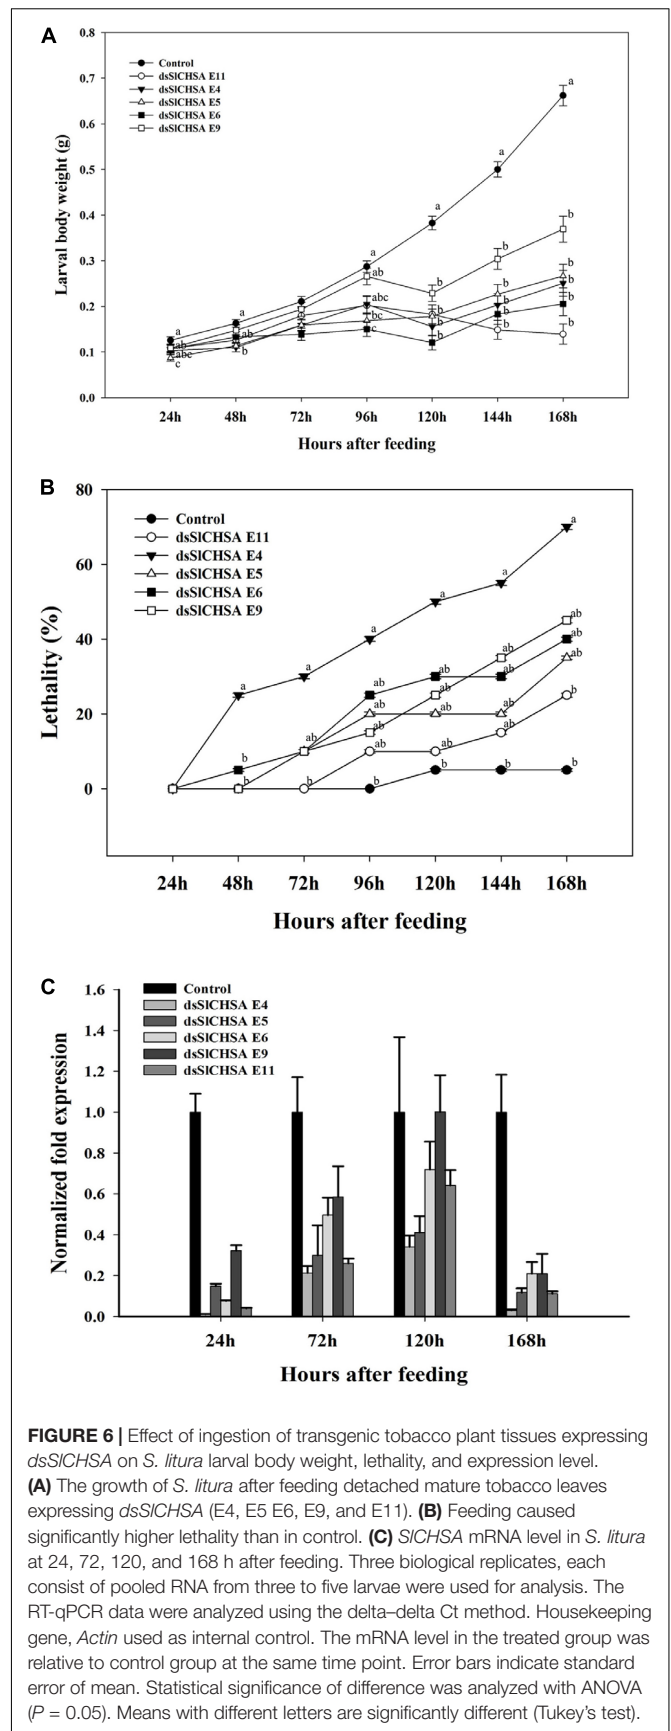 A
0.8
0.7
0.6
0.5
0.4
0.3
0.2
0.1
0.0
Larval body weight (g)
Control
dsSlCHSA E11
dsSlCHSA E4
dsSlCHSA E5
dsSlCHSA E6
dsSlCHSA E9
a
ab
abc
c
a
ab
b
a
ab
abc
bc
c
a
b
b
b
b
a
b
b
b
b
b
a
b
b
b
b
b
24h 48h 72h 96h 120h 144h 168h
Hours after feeding
B
80
60
40
20
0
Lethality (%)
Control
dsSlCHSA E11
dsSlCHSA E4
dsSlCHSA E5
dsSlCHSA E6
dsSlCHSA E9
a
b
b
a
ab
b
a
ab
ab
ab
ab
b
a
ab
ab
ab
ab
b
a
ab
ab
ab
ab
b
a
ab
ab
ab
b
b
24h 48h 72h 96h 120h 144h 168h
Hours after feeding
C
1.6
1.4
1.2
1.0
0.8
0.6
0.4
0.2
0.0
Normalized fold expression
Control
dsSlCHSA E4
dsSlCHSA E5
dsSlCHSA E6
dsSlCHSA E9
dsSlCHSA E11
24h 72h 120h 168h
Hours after feeding
FIGURE 6 | Effect of ingestion of transgenic tobacco plant tissues expressing
dsSlCHSA on S. litura larval body weight, lethality, and expression level.
(A) The growth of S. litura after feeding detached mature tobacco leaves
expressing dsSlCHSA (E4, E5 E6, E9, and E11). (B) Feeding caused
significantly higher lethality than in control. (C) SlCHSA mRNA level in S. litura
at 24, 72, 120, and 168 h after feeding. Three biological replicates, each
consist of pooled RNA from three to five larvae were used for analysis. The
RT-qPCR data were analyzed using the delta–delta Ct method. Housekeeping
gene, Actin used as internal control. The mRNA level in the treated group was
relative to control group at the same time point. Error bars indicate standard
error of mean. Statistical significance of difference was analyzed with ANOVA
(P = 0.05). Means with different letters are significantly different (Tukey's test).